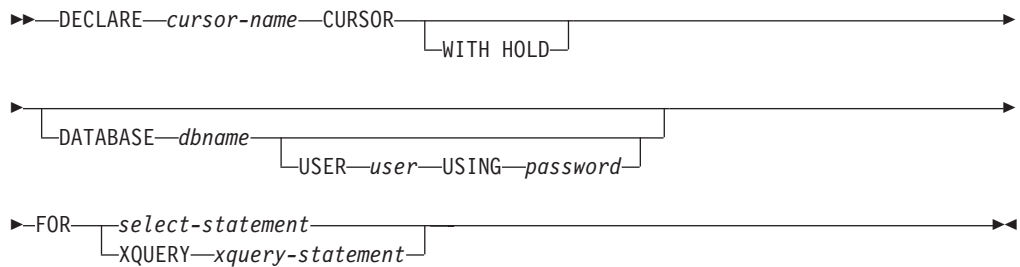 DECLARE cursor-name CURSOR
WITH HOLD
DATABASE dbname
USER user USING password
FOR select-statement
XQUERY xquery-statement